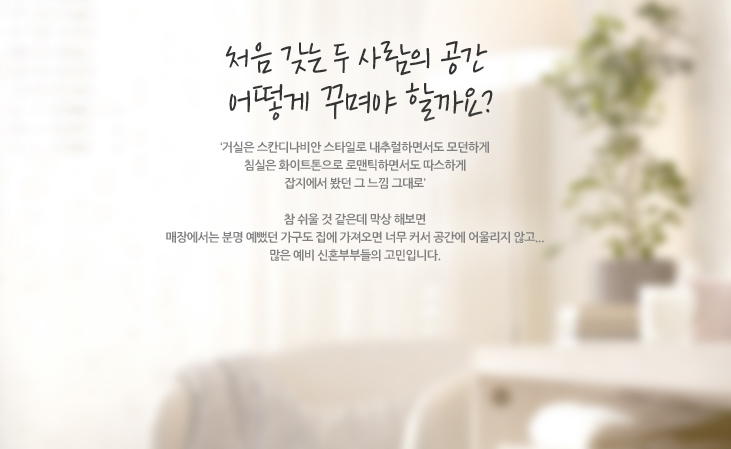 처음 갖는 두 사람의 공간
어떻게 꾸며야 할까요?
'거실은 스칸디나비안 스타일로 내추럴하면서도 모던하게
침실은 화이트톤으로 로맨틱하면서도 따스하게
잡지에서 봤던 그 느낌 그대로'
참 쉬울 것 같은데 막상 해보면
매장에서는 분명 예뻤던 가구도 집에 가져오면 너무 커서 공간에 어울리지 않고...
많은 예비 신혼부부들의 고민입니다.